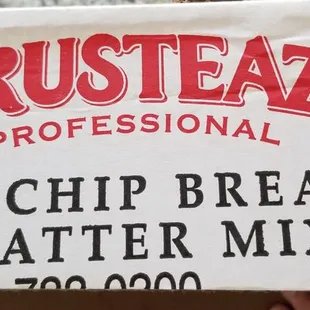 RUSTEAZ
PROFESSIONAL
CHIP BREA
ATTER MI